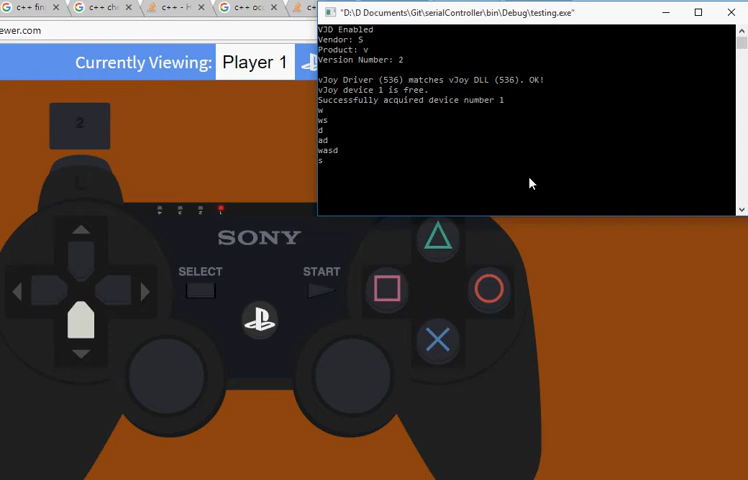 c++ fin
c++ che
c++ - H
c++ occ
c+
"D:\D Documents\Git\serialController\bin\Debug\testing.exe"
ewer.com
Currently Viewing: Player 1
VJD Enabled
Vendor: S
Product: v
Version Number: 2
vJoy Driver (536) matches vJoy DLL (536). OK!
vJoy device 1 is free.
Successfully acquired device number 1
w
ws
d
ad
wasd
s
2
L
SONY
SELECT
START